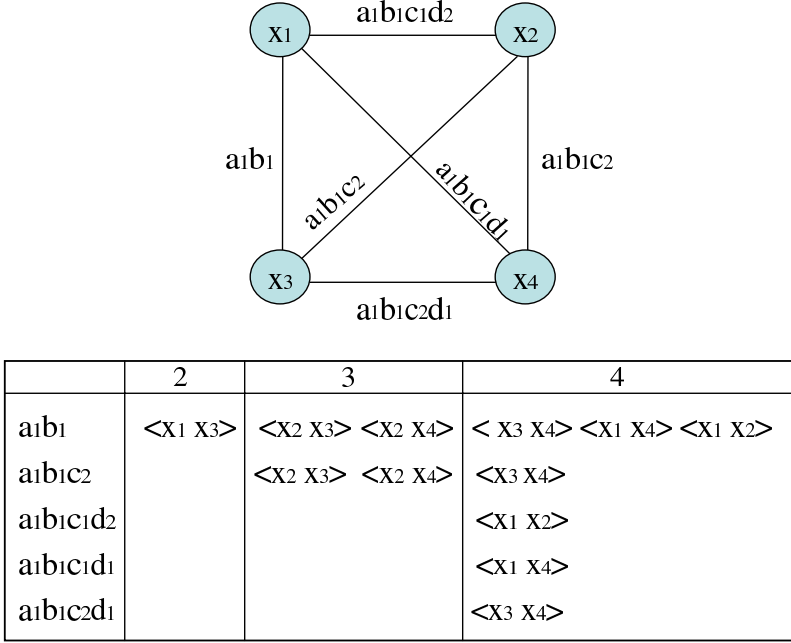 a1b1c1d2
x1 x2
a1b1 a1b1c2 a1b1c1d1 a1b1c2
x3 x4
a1b1c2d1
2 3 4
a1b1 <x1 x3> <x2 x3> <x2 x4> < x3 x4> <x1 x4> <x1 x2>
a1b1c2 <x2 x3> <x2 x4> <x3 x4>
a1b1c1d2 <x1 x2>
a1b1c1d1 <x1 x4>
a1b1c2d1 <x3 x4>